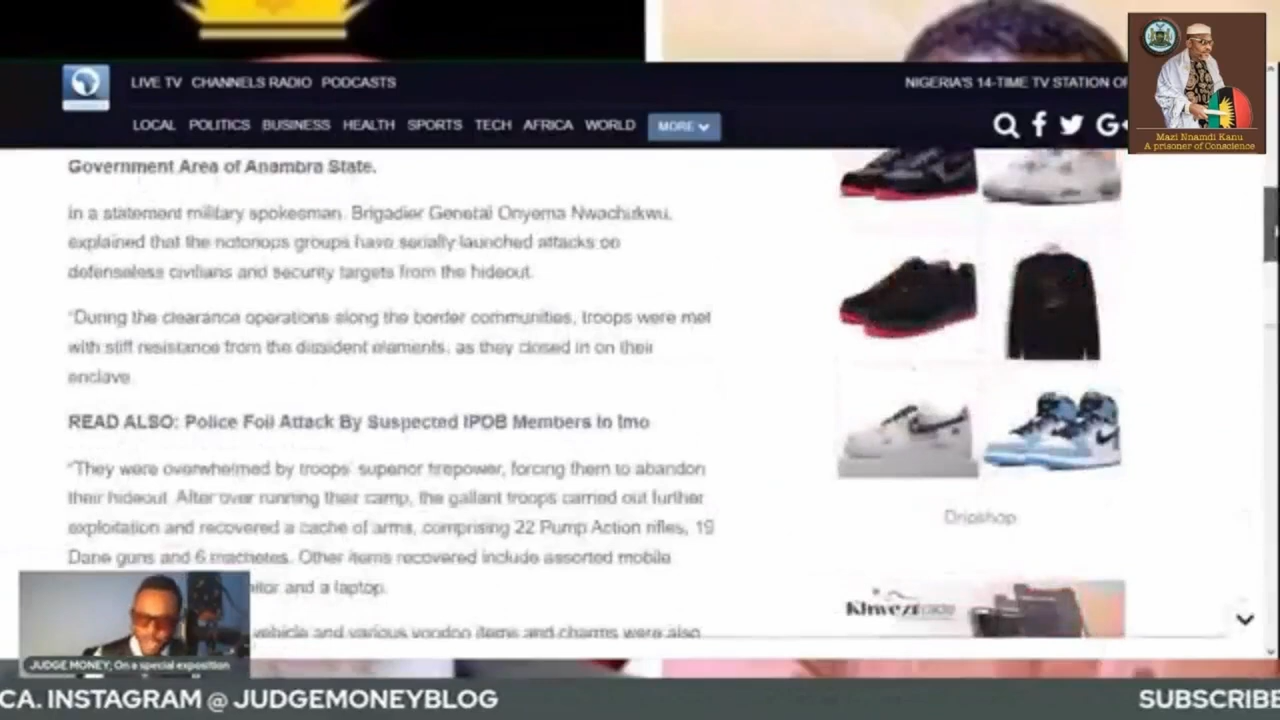 LIVE TV CHANNELS RADIO PODCASTS
NIGERIA'S 14-TIME TV STATION OF
LOCAL POLITICS BUSINESS HEALTH SPORTS TECH AFRICA WORLD MORE
Mazi Nnamdi Kanu
A prisoner of Conscience
Government Area of Anambra State.
In a statement military spokesman, Brigadier General Onyema Nwachukwu,
explained that the notorious groups have serially launched attacks on
defenseless civilians and security targets from the hideout.
"During the clearance operations along the border communities, troops were met
with stiff resistance from the dissident elements, as they closed in on their
enclave.
READ ALSO: Police Foil Attack By Suspected IPOB Members In Imo
"They were overwhelmed by troops' superior firepower, forcing them to abandon
their hideout. After over running their camp, the gallant troops carried out further
exploitation and recovered a cache of arms, comprising 22 Pump Action rifles, 19
Dane guns and 6 machetes. Other items recovered include assorted mobile
itor and a laptop.
vehicle and various voodoo items and charms were also
Dripshop
JUDGE MONEY; On a special exposition
CA. INSTAGRAM @ JUDGEMONEYBLOG
SUBSCRIBE